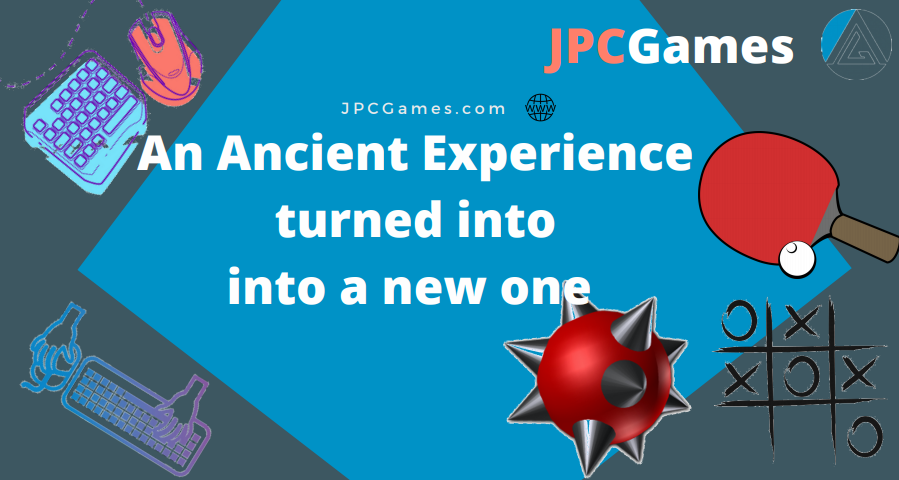 JPCGames
JPCGames.com WWW
An Ancient Experience
turned into
into a new one
O X
X O X
O